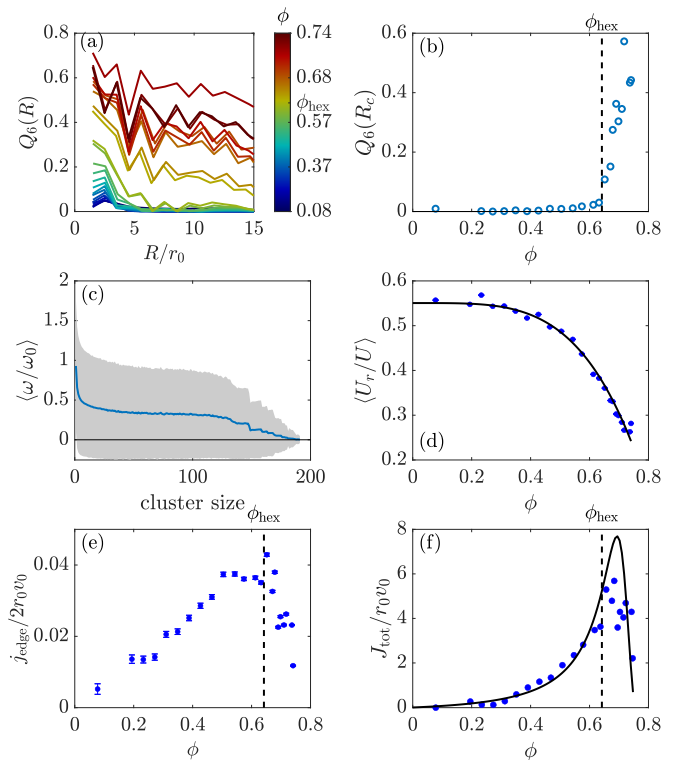 (a)
Q₆(R)
0.8
0.6
0.4
0.2
0
0 5 10 15
R/r₀
ϕ
0.74
0.68
ϕhex
0.57
0.37
0.08
(b)
ϕhex
Q₆(Rc)
0.6
0.4
0.2
0
0 0.2 0.4 0.6 0.8
ϕ
(c)
⟨ω/ω₀⟩
2
1.5
1
0.5
0
0 100 200
cluster size
(d)
⟨Ur/U⟩
0.6
0.5
0.4
0.3
0.2
0 0.2 0.4 0.6 0.8
ϕ
(e)
ϕhex
jedge/2r₀v₀
0.04
0.02
0
0 0.2 0.4 0.6 0.8
ϕ
(f)
ϕhex
Jtot/r₀v₀
8
6
4
2
0
0 0.2 0.4 0.6 0.8
ϕ